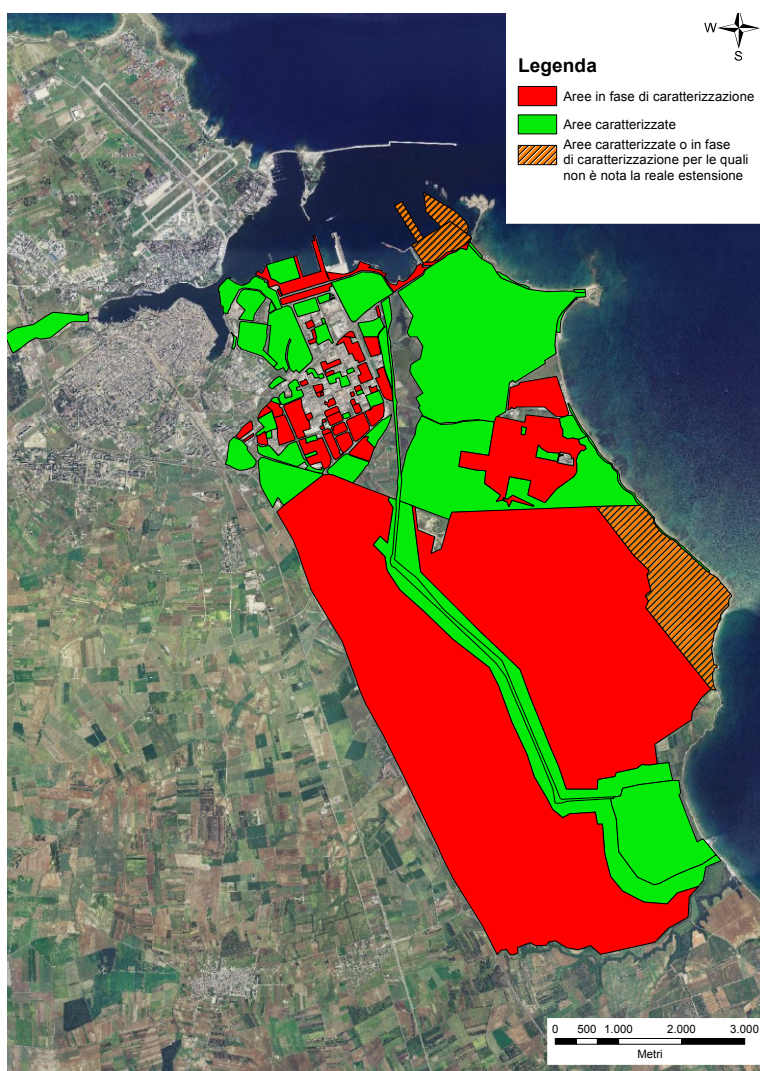 W
S
Legenda
Aree in fase di caratterizzazione
Aree caratterizzate
Aree caratterizzate o in fase
di caratterizzazione per le quali
non è nota la reale estensione
0 500 1.000 2.000 3.000
Metri